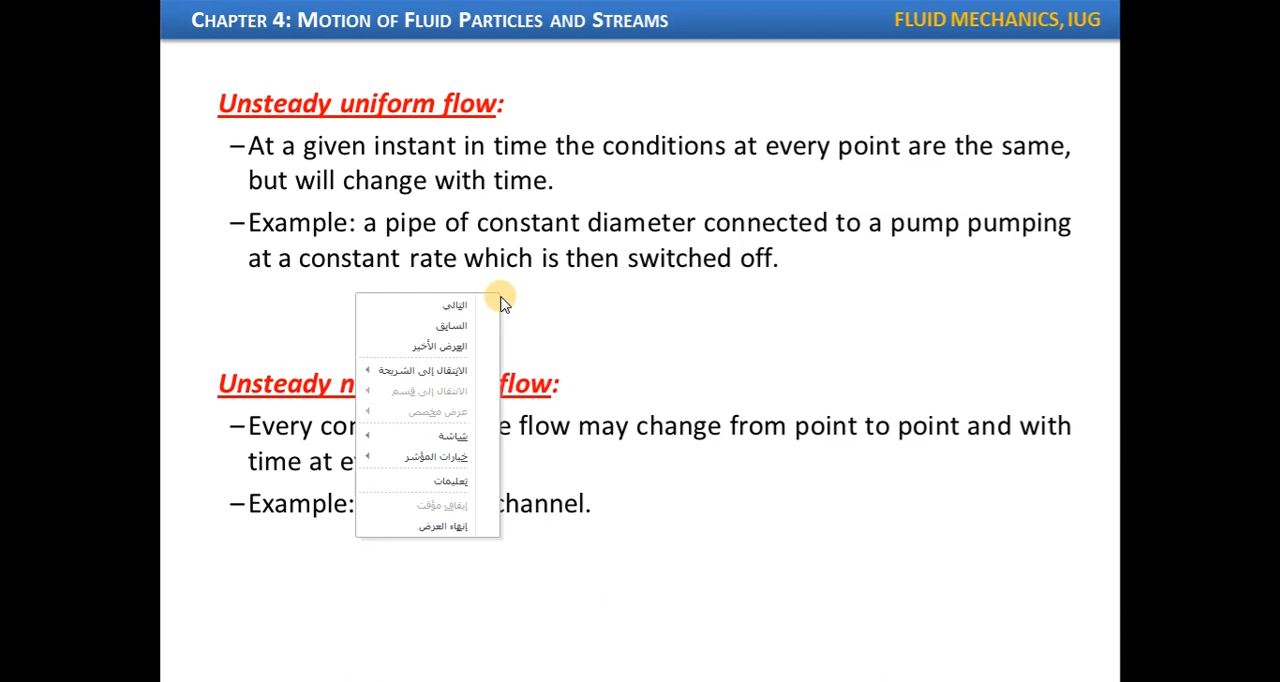 CHAPTER 4: MOTION OF FLUID PARTICLES AND STREAMS
FLUID MECHANICS, IUG
Unsteady uniform flow:
–At a given instant in time the conditions at every point are the same,
but will change with time.
–Example: a pipe of constant diameter connected to a pump pumping
at a constant rate which is then switched off.
التالي
السابق
العرض الأخير
الانتقال إلى الشريحة
الانتقال إلى قسم
عرض مخصص
شاشة
خيارات المؤشر
تعليمات
إيقاف مؤقت
إنهاء العرض
Unsteady flow:
–Every flow may change from point to point and with
time at
–Example: channel.